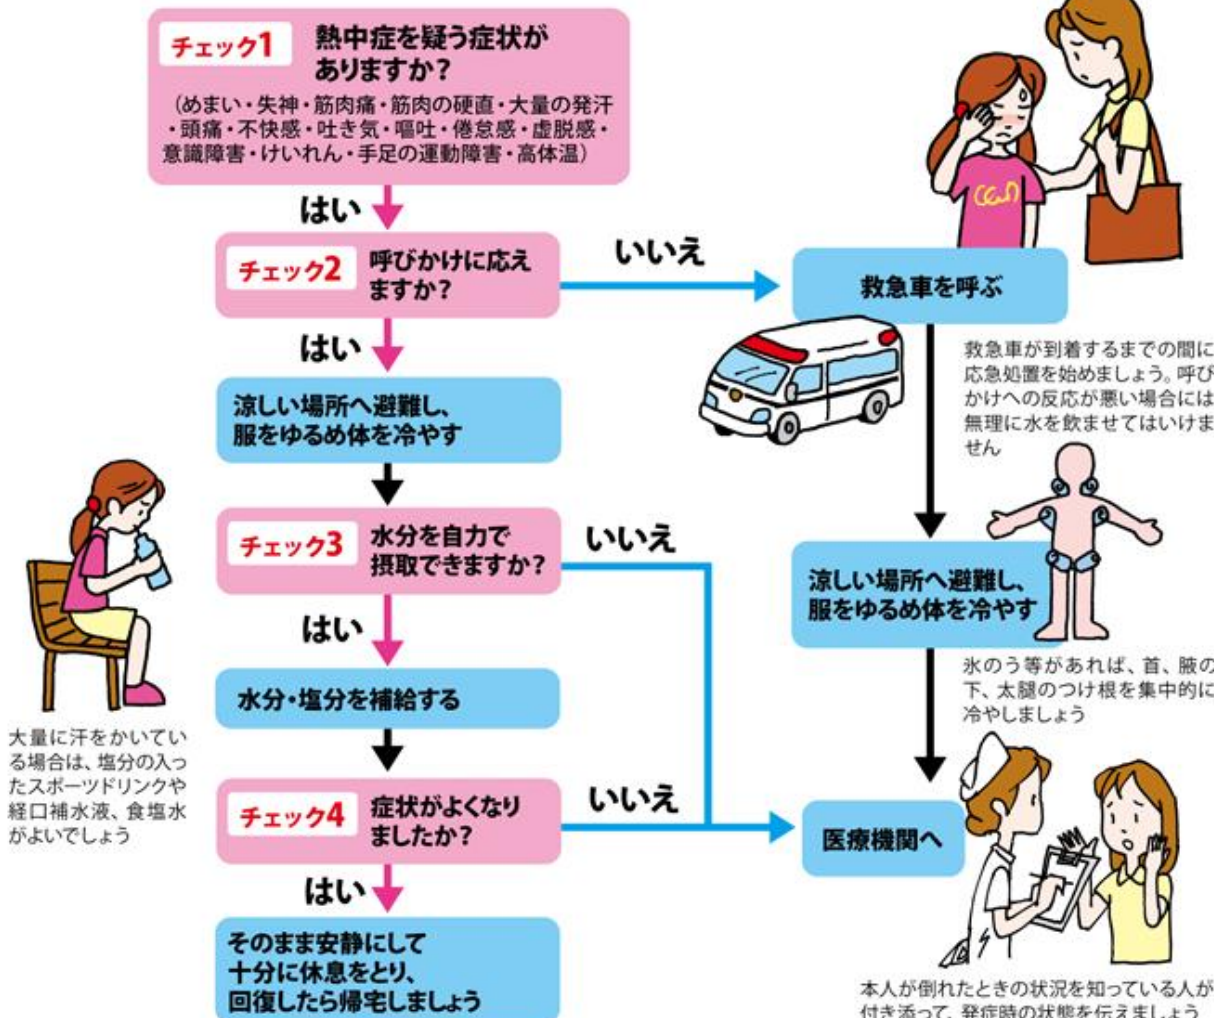 チェック1
熱中症を疑う症状が
ありますか？
（めまい・失神・筋肉痛・筋肉の硬直・大量の発汗
・頭痛・不快感・吐き気・嘔吐・倦怠感・虚脱感・
意識障害・けいれん・手足の運動障害・高体温）
はい
チェック2
呼びかけに応え
ますか？
いいえ
救急車を呼ぶ
救急車が到着するまでの間に
応急処置を始めましょう。呼び
かけへの反応が悪い場合には
無理に水を飲ませてはいけま
せん
はい
涼しい場所へ避難し、
服をゆるめ体を冷やす
チェック3
水分を自力で
摂取できますか？
いいえ
涼しい場所へ避難し、
服をゆるめ体を冷やす
氷のう等があれば、首、腋の
下、太腿のつけ根を集中的に
冷やしましょう
はい
水分・塩分を補給する
大量に汗をかいてい
る場合は、塩分の入っ
たスポーツドリンクや
経口補水液、食塩水
がよいでしょう
チェック4
症状がよくなり
ましたか？
いいえ
医療機関へ
はい
そのまま安静にして
十分に休息をとり、
回復したら帰宅しましょう
本人が倒れたときの状況を知っている人が
付き添って、発症時の状態を伝えましょう